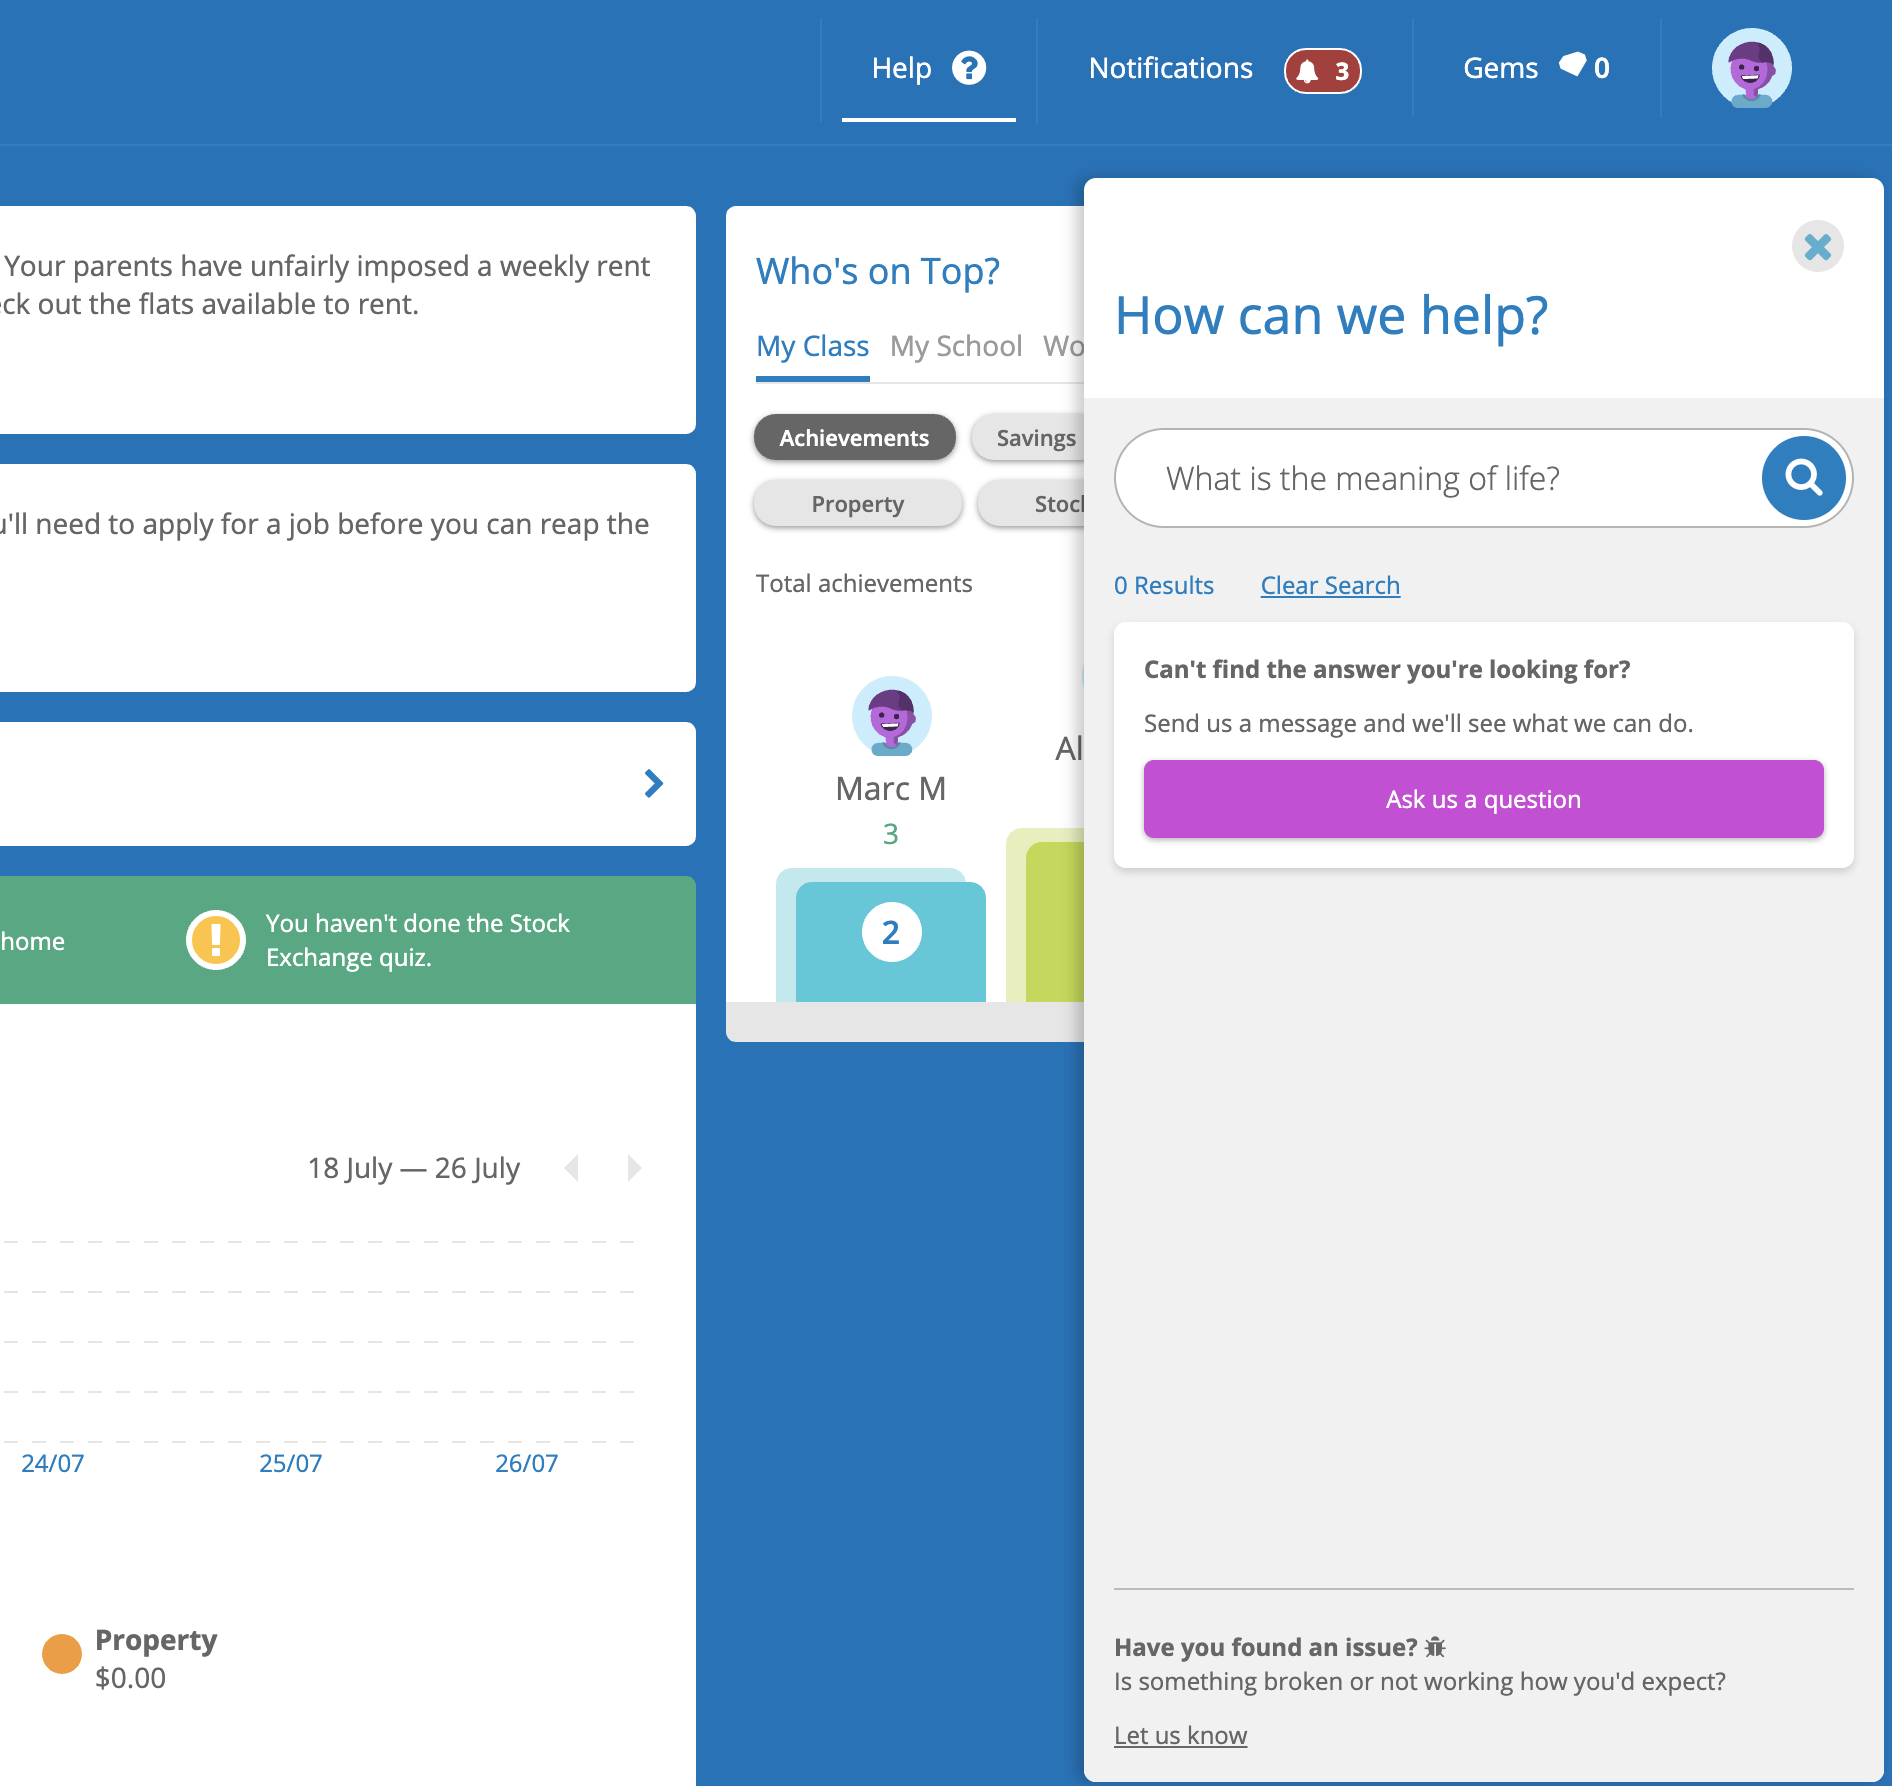 Help ?
Notifications 3
Gems 0
Your parents have unfairly imposed a weekly rent
ck out the flats available to rent.
'll need to apply for a job before you can reap the
home
You haven't done the Stock
Exchange quiz.
18 July — 26 July
24/07 25/07 26/07
Property
$0.00
Who's on Top?
My Class My School Wo
Achievements Savings
Property Stoc
Total achievements
Al
Marc M
3
2
How can we help?
What is the meaning of life?
0 Results Clear Search
Can't find the answer you're looking for?
Send us a message and we'll see what we can do.
Ask us a question
Have you found an issue?
Is something broken or not working how you'd expect?
Let us know